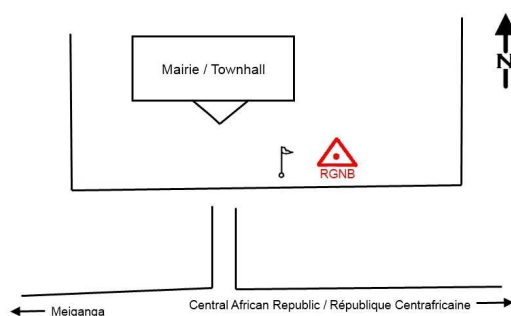 Mairie / Townhall
N
RGNB
Meiganga
Central African Republic / République Centrafricaine